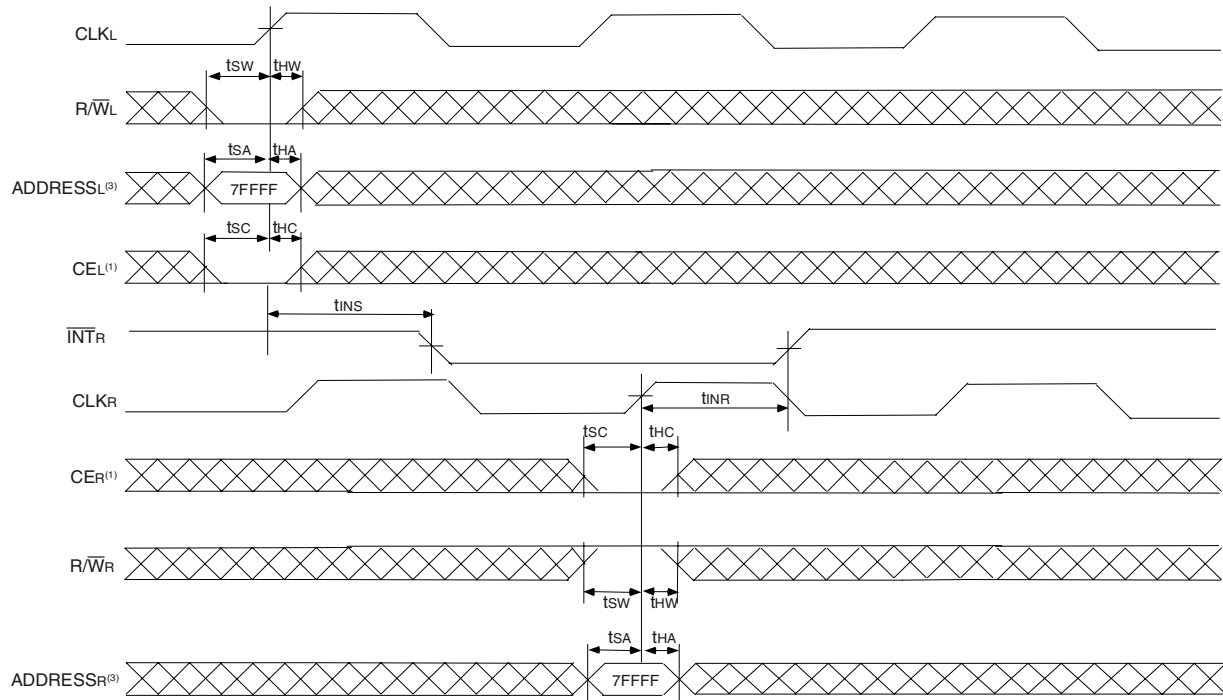 CLKL
tSW tHW
R/W̅L
tSA tHA
ADDRESSL(3) 7FFFF
tSC tHC
CEL(1)
tINS
I̅N̅T̅R
CLKR
tINR
tSC tHC
CER(1)
R/W̅R
tSW tHW
tSA tHA
ADDRESSR(3) 7FFFF